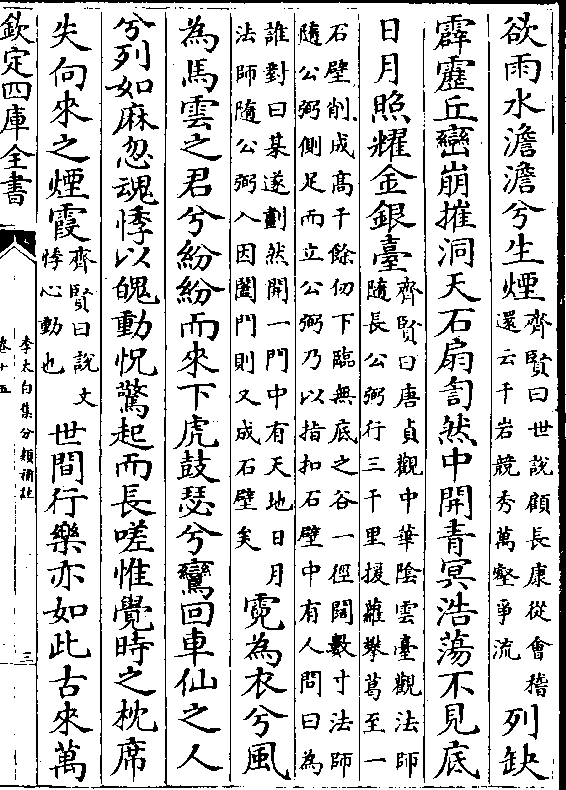 欲雨水澹澹兮生煙
齊賢曰世說顧長康從會稽
還云千岩競秀萬壑爭流
列缺
霹靂丘巒崩摧洞天石扇訇然中開青冥浩蕩不見底
日月照耀金銀臺
齊賢曰唐貞觀中華陰雲臺觀法師
隨長公弼行三千里援蘿攀葛至一
石壁削成髙千餘仞下臨無底之谷一徑闊數寸法師
隨公弼側足而立公弼乃以指扣石壁中有人問曰為
誰對曰某遂劃然開一門中有天地日月
法師隨公弼入因闔門則又成石壁矣
霓為衣兮風
為馬雲之君兮紛紛而來下虎鼓瑟兮鸞回車仙之人
兮列如麻忽魂悸以魄動怳驚起而長嗟惟覺時之枕席
失向來之煙霞
齊賢曰說文
悸心動也
世間行樂亦如此古來萬
欽定四庫全書
李太白集分類補註
卷十五
三